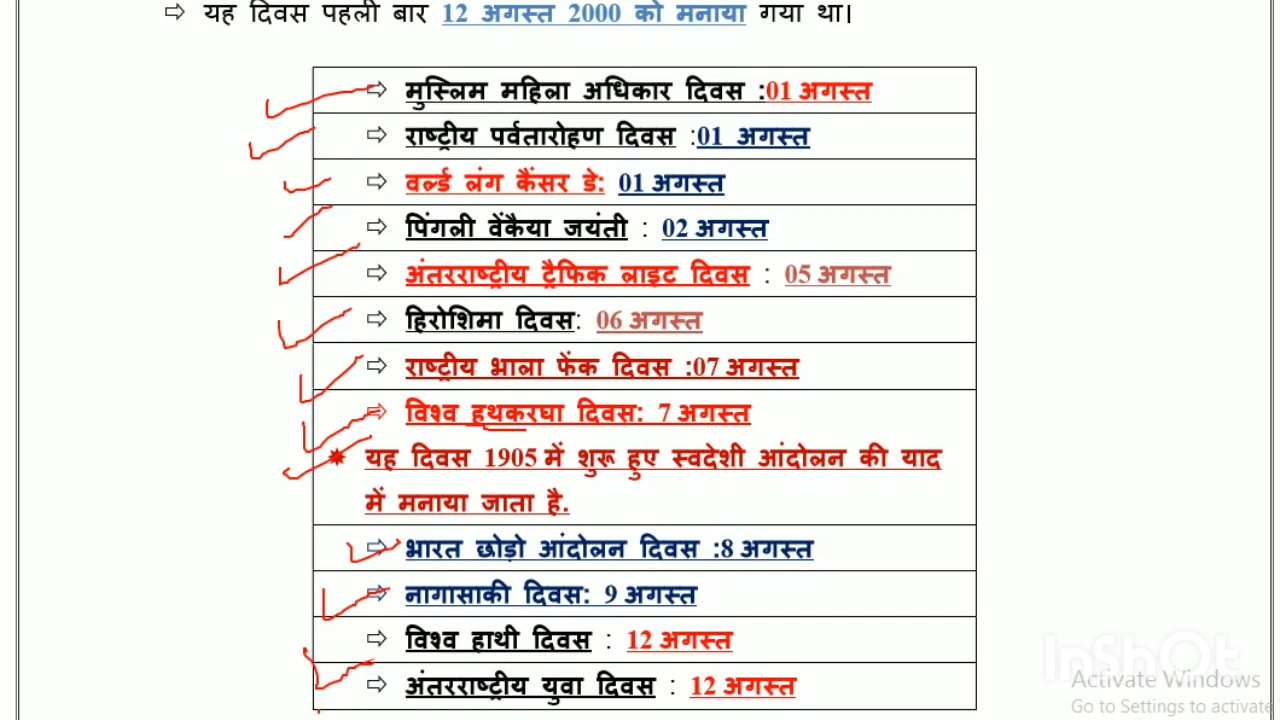 ⇨ यह दिवस पहली बार 12 अगस्त 2000 को मनाया गया था।
⇨ मुस्लिम महिला अधिकार दिवस :01 अगस्त
⇨ राष्ट्रीय पर्वतारोहण दिवस :01 अगस्त
⇨ वर्ल्ड लंग कैंसर डे: 01 अगस्त
⇨ पिंगली वेंकैया जयंती : 02 अगस्त
⇨ अंतरराष्ट्रीय ट्रैफिक लाइट दिवस : 05 अगस्त
⇨ हिरोशिमा दिवस: 06 अगस्त
⇨ राष्ट्रीय भाला फेंक दिवस :07 अगस्त
⇨ विश्व हथकरघा दिवस: 7 अगस्त
✷ यह दिवस 1905 में शुरू हुए स्वदेशी आंदोलन की याद
में मनाया जाता है.
⇨ भारत छोड़ो आंदोलन दिवस :8 अगस्त
⇨ नागासाकी दिवस: 9 अगस्त
⇨ विश्व हाथी दिवस : 12 अगस्त
⇨ अंतरराष्ट्रीय युवा दिवस : 12 अगस्त
InShOt
Activate Windows
Go to Settings to activate